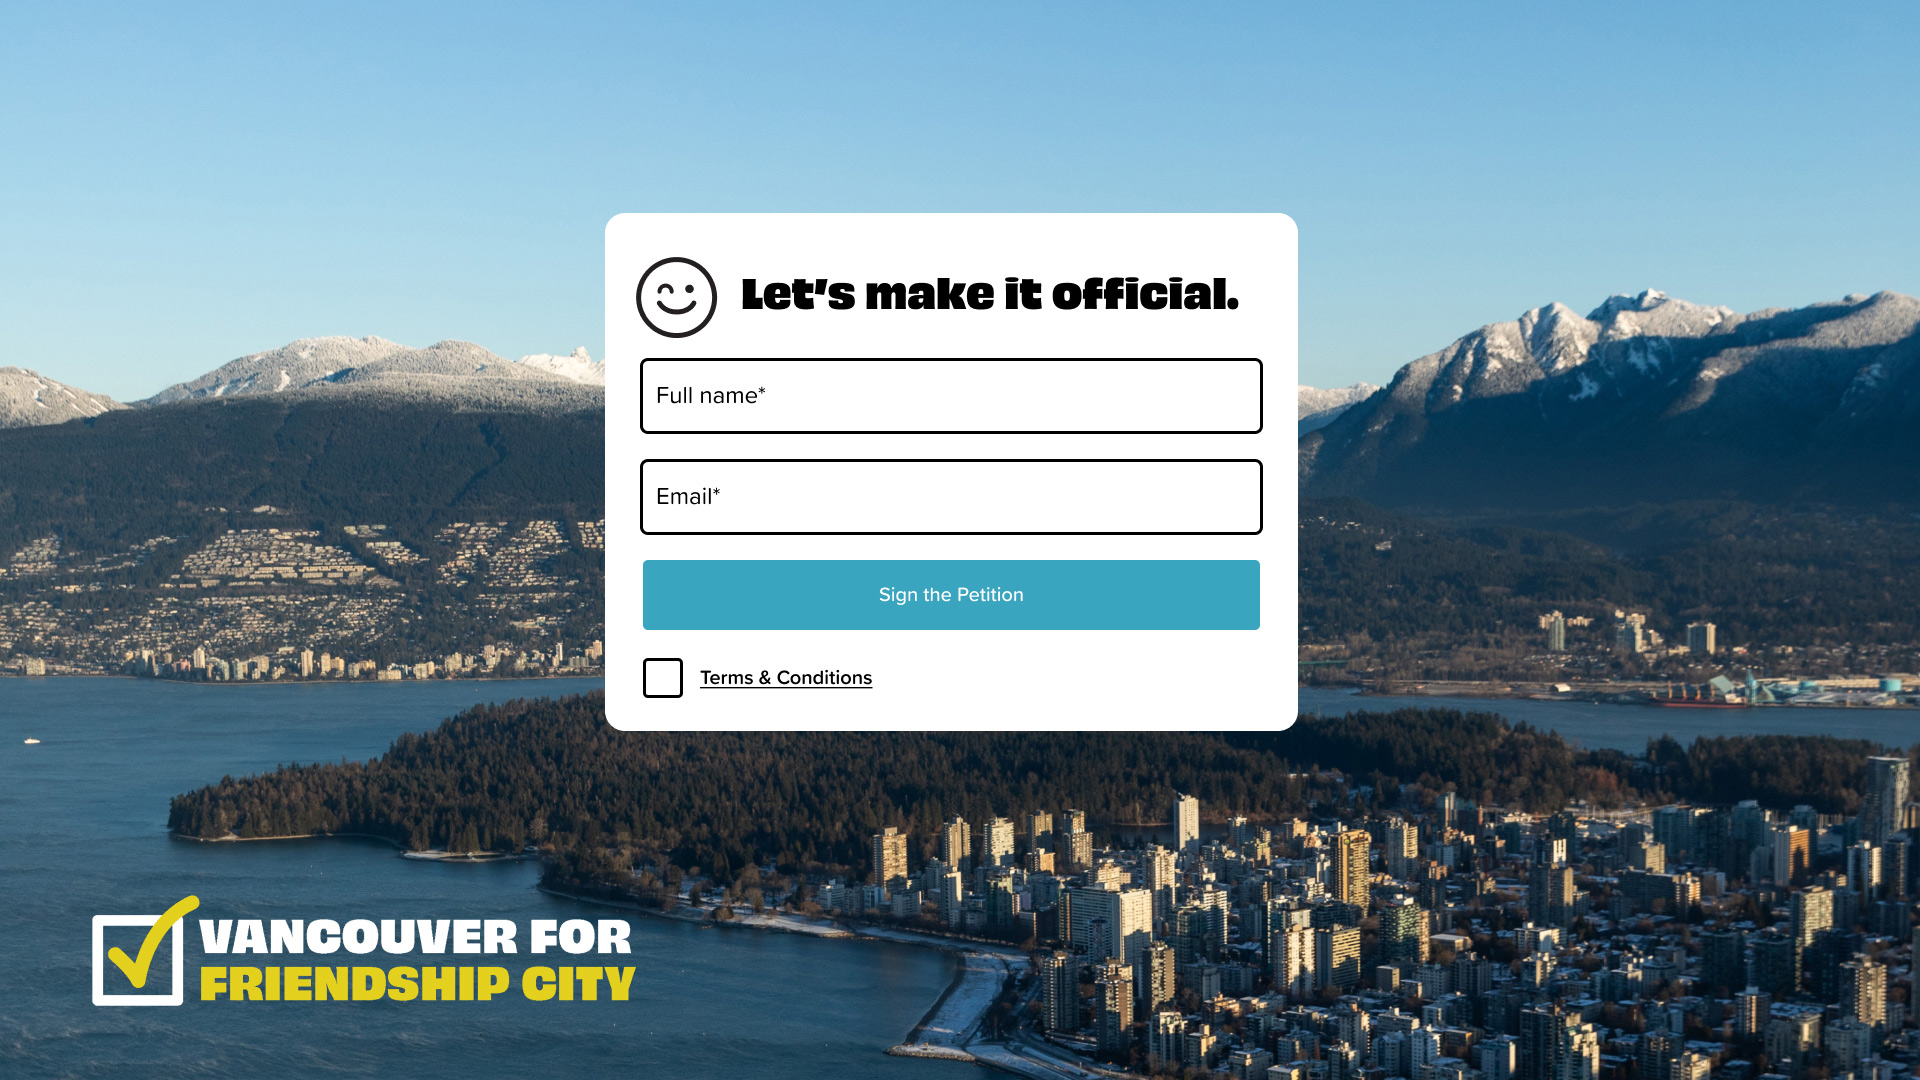 Let's make it official.
Full name*
Email*
Sign the Petition
Terms & Conditions
VANCOUVER FOR
FRIENDSHIP CITY